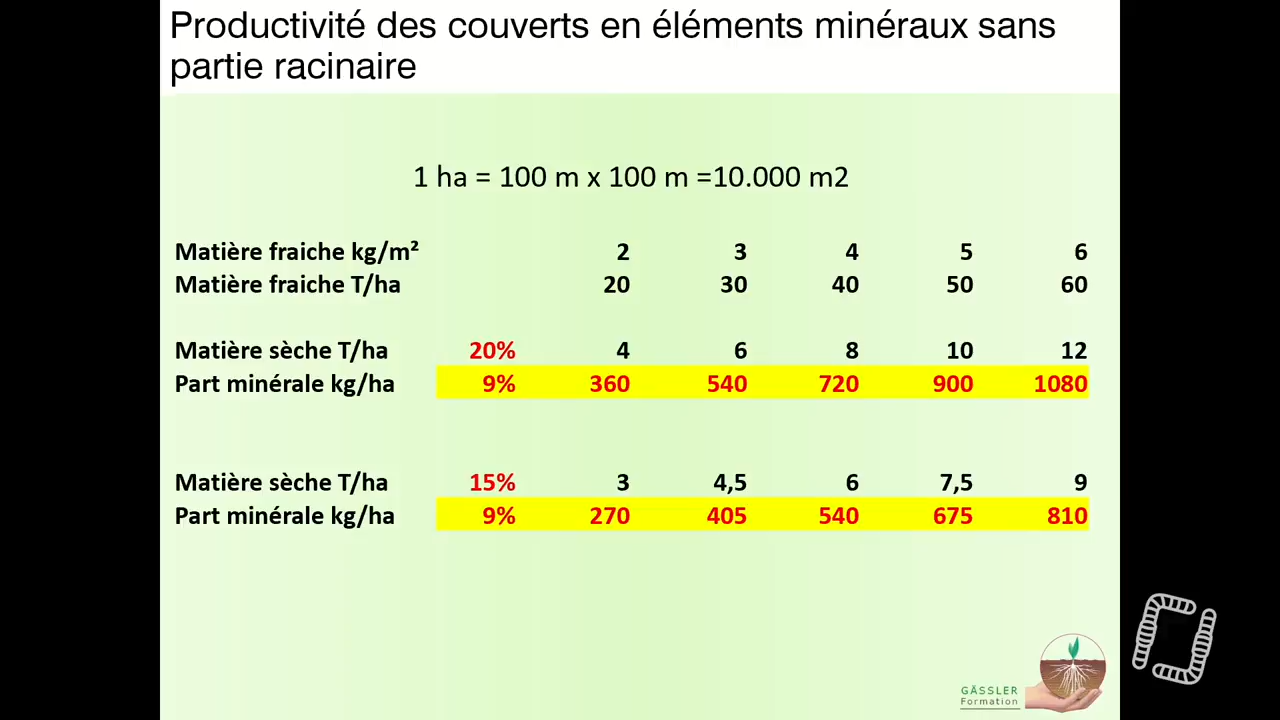 Productivité des couverts en éléments minéraux sans
partie racinaire
1 ha = 100 m x 100 m =10.000 m2
Matière fraiche kg/m² 2 3 4 5 6
Matière fraiche T/ha 20 30 40 50 60
Matière sèche T/ha 20% 4 6 8 10 12
Part minérale kg/ha 9% 360 540 720 900 1080
Matière sèche T/ha 15% 3 4,5 6 7,5 9
Part minérale kg/ha 9% 270 405 540 675 810
GÄSSLER
Formation